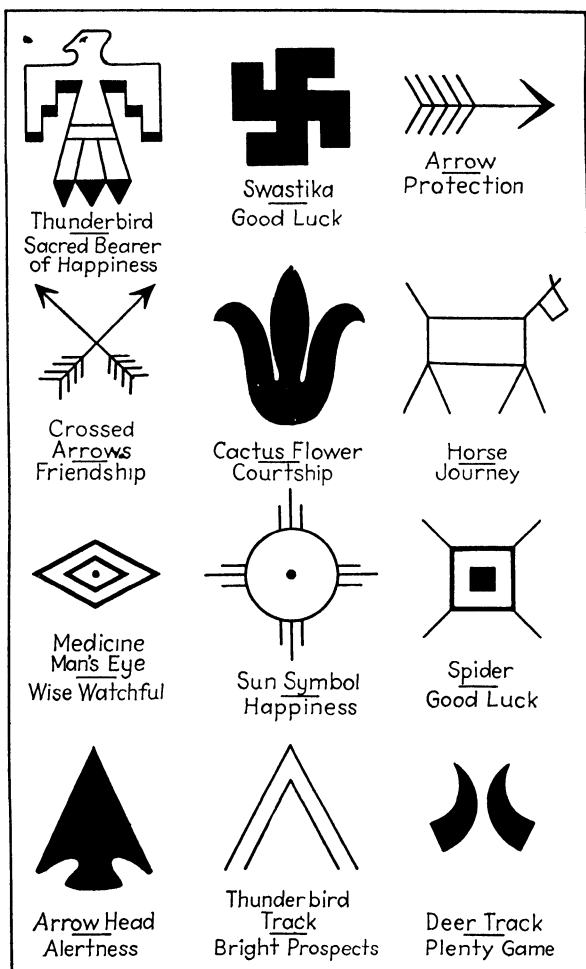 Thunderbird
Sacred Bearer
of Happiness
Swastika
Good Luck
Arrow
Protection
Crossed
Arrows
Friendship
Cactus Flower
Courtship
Horse
Journey
Medicine
Man's Eye
Wise Watchful
Sun Symbol
Happiness
Spider
Good Luck
Arrow Head
Alertness
Thunderbird
Track
Bright Prospects
Deer Track
Plenty Game